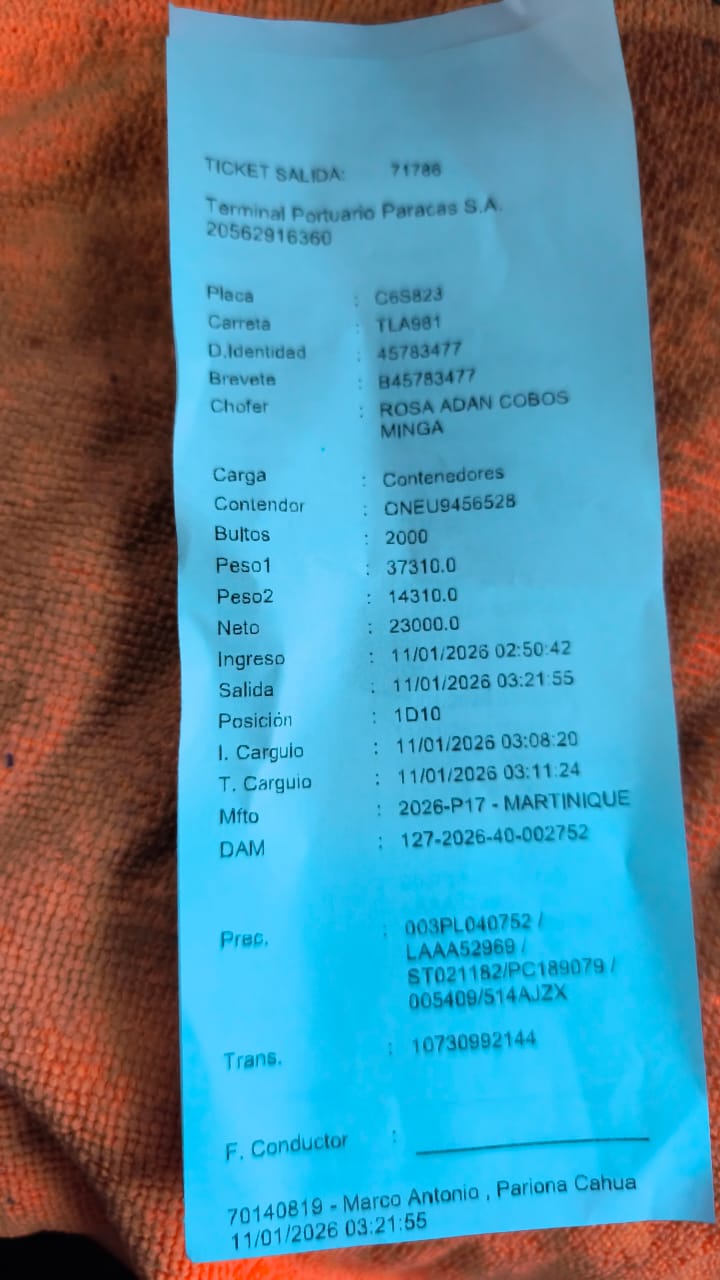 TICKET SALIDA: 71786
Terminal Portuario Paracas S.A.
20562916360
Placa : C6S823
Carreta : TLA981
D.Identidad : 45783477
Brevete : B45783477
Chofer : ROSA ADAN COBOS
MINGA
Carga : Contenedores
Contendor : ONEU9456528
Bultos : 2000
Peso1 : 37310.0
Peso2 : 14310.0
Neto : 23000.0
Ingreso : 11/01/2026 02:50:42
Salida : 11/01/2026 03:21:55
Posición : 1D10
I. Carguio : 11/01/2026 03:08:20
T. Carguio : 11/01/2026 03:11:24
Mfto : 2026-P17 - MARTINIQUE
DAM : 127-2026-40-002752
Prec. : 003PL040752 /
LAAA52969 /
ST021182/PC189079 /
005409/514AJZX
Trans. : 10730992144
F. Conductor :
70140819 - Marco Antonio , Pariona Cahua
11/01/2026 03:21:55